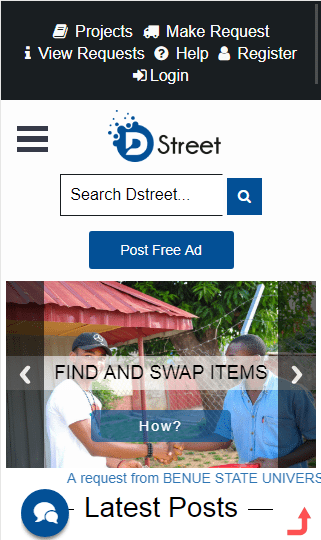 Projects Make Request
View Requests Help Register
Login
D Street
Search Dstreet...
Post Free Ad
FIND AND SWAP ITEMS
How?
A request from BENUE STATE UNIVERS
Latest Posts